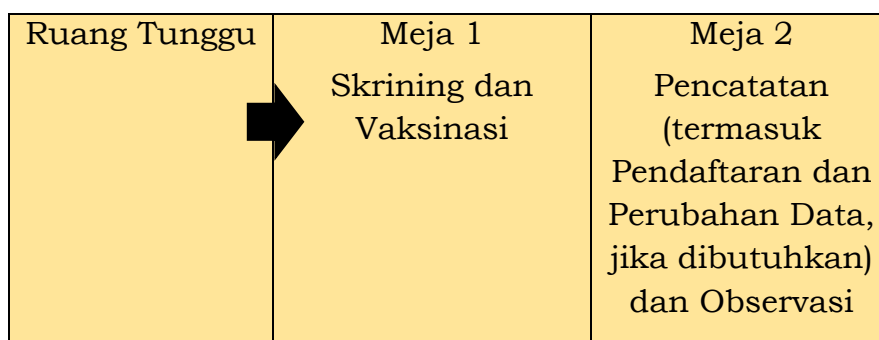 Ruang Tunggu
Meja 1
Skrining dan
Vaksinasi
Meja 2
Pencatatan
(termasuk
Pendaftaran dan
Perubahan Data,
jika dibutuhkan)
dan Observasi